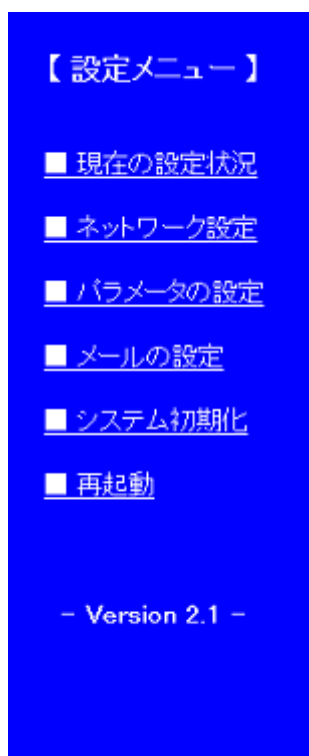 【 設定メニュー 】
■ 現在の設定状況
■ ネットワーク設定
■ パラメータの設定
■ メールの設定
■ システム初期化
■ 再起動
− Version 2.1 −